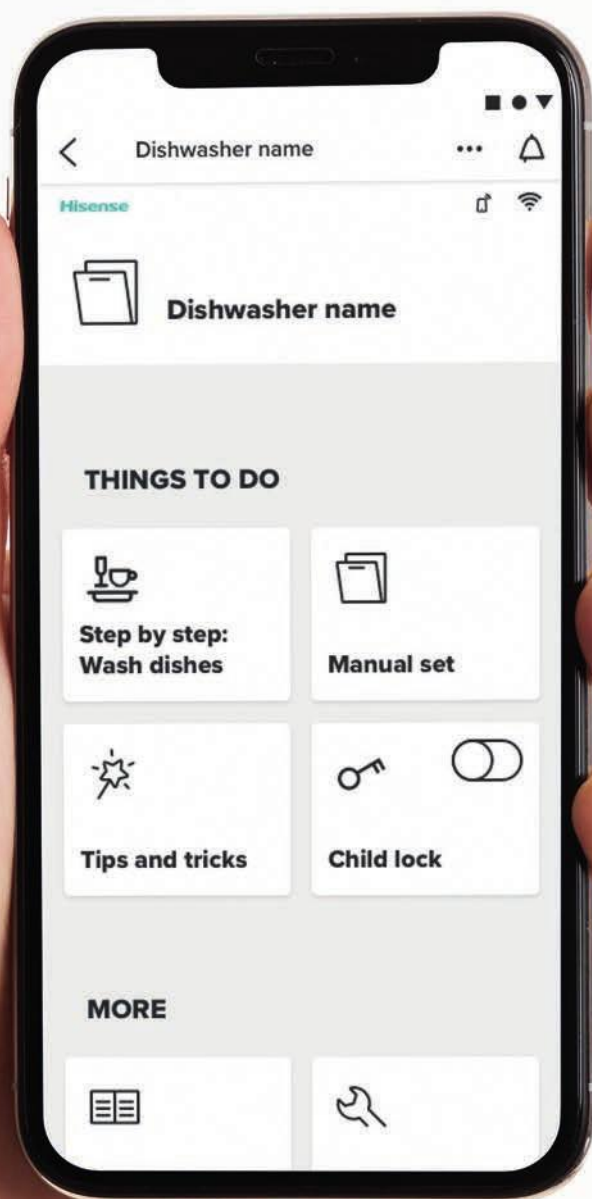 Dishwasher name
Hisense
Dishwasher name
THINGS TO DO
Step by step:
Wash dishes
Manual set
Tips and tricks
Child lock
MORE